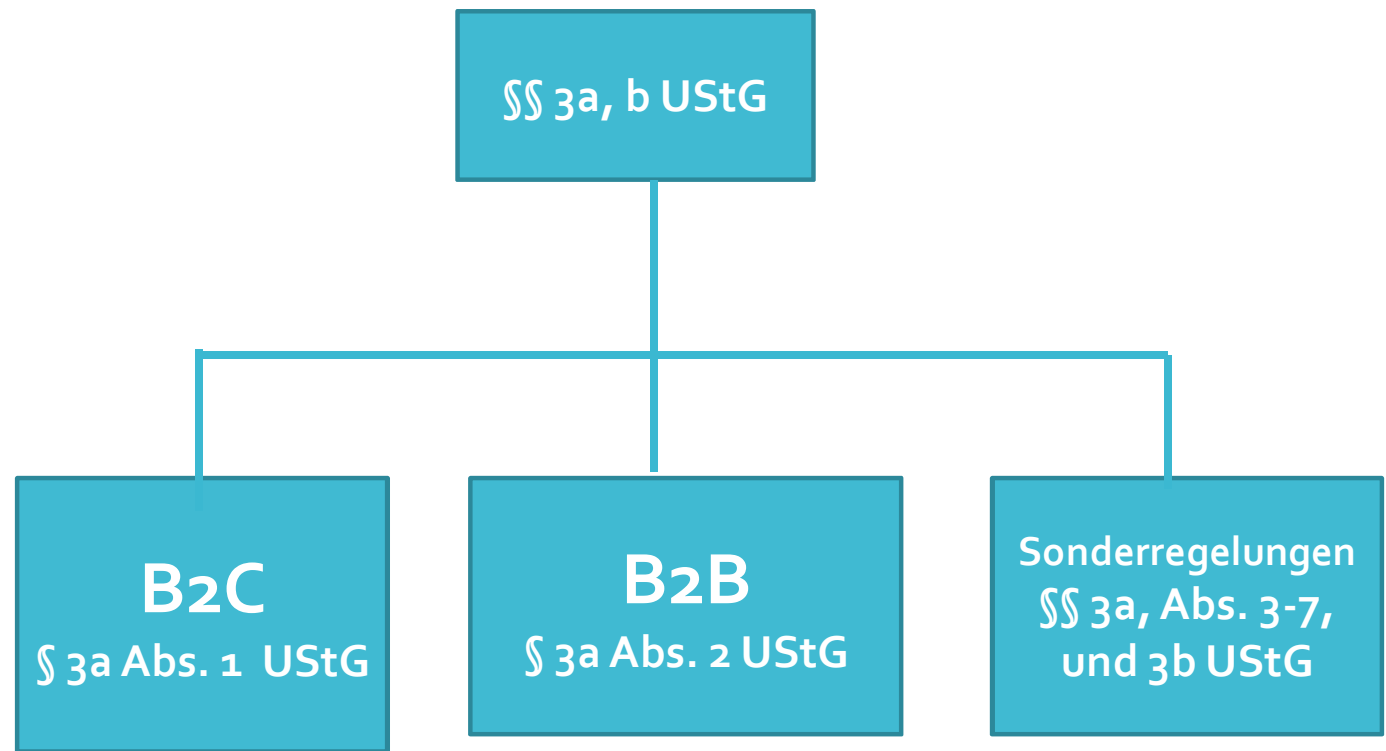 §§ 3a, b UStG
B2C
§ 3a Abs. 1 UStG
B2B
§ 3a Abs. 2 UStG
Sonderregelungen
§§ 3a, Abs. 3-7,
und 3b UStG